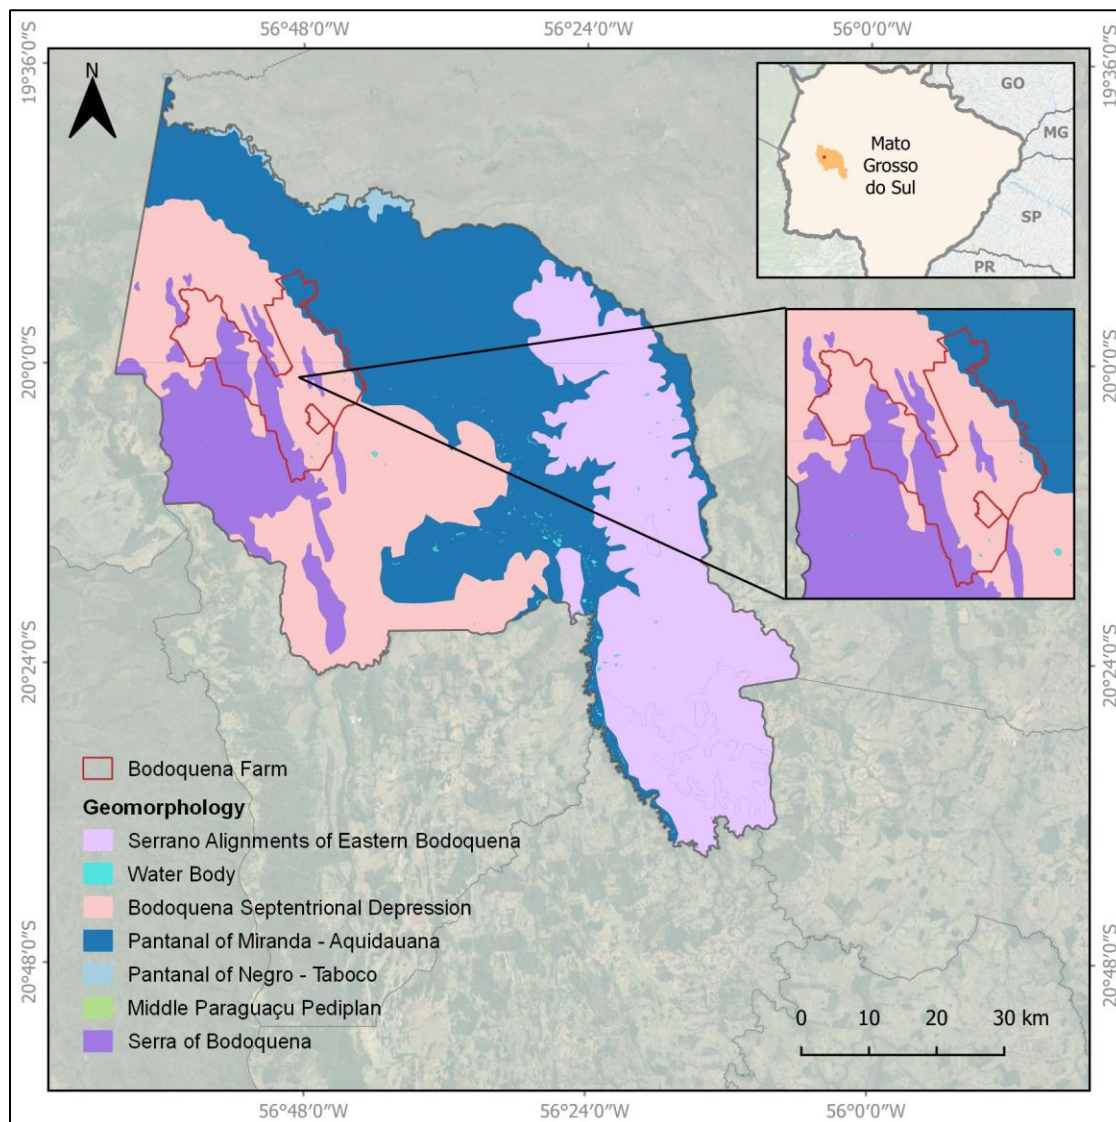 56°48'0"W
56°24'0"W
56°0'0"W
19°36'0"S
19°36'0"S
N
GO
MG
Mato
Grosso
do Sul
SP
PR
20°0'0"S
20°0'0"S
20°24'0"S
20°24'0"S
Bodoquena Farm
Geomorphology
Serrano Alignments of Eastern Bodoquena
Water Body
Bodoquena Septentrional Depression
Pantanal of Miranda - Aquidauana
Pantanal of Negro - Taboco
Middle Paraguaçu Pediplan
Serra of Bodoquena
20°48'0"S
20°48'0"S
0 10 20 30 km
56°48'0"W
56°24'0"W
56°0'0"W